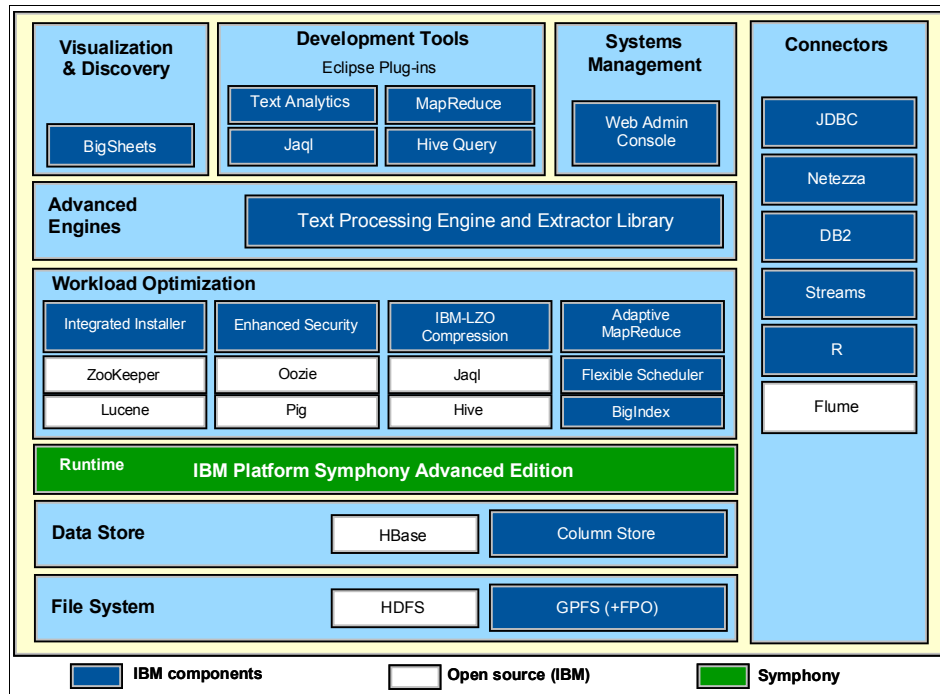 Visualization
& Discovery
BigSheets
Development Tools
Eclipse Plug-ins
Text Analytics
MapReduce
Jaql
Hive Query
Systems
Management
Web Admin
Console
Connectors
JDBC
Netezza
DB2
Streams
R
Flume
Advanced
Engines
Text Processing Engine and Extractor Library
Workload Optimization
Integrated Installer
Enhanced Security
IBM-LZO
Compression
Adaptive
MapReduce
ZooKeeper
Oozie
Jaql
Flexible Scheduler
Lucene
Pig
Hive
BigIndex
Runtime
IBM Platform Symphony Advanced Edition
Data Store
HBase
Column Store
File System
HDFS
GPFS (+FPO)
IBM components
Open source (IBM)
Symphony